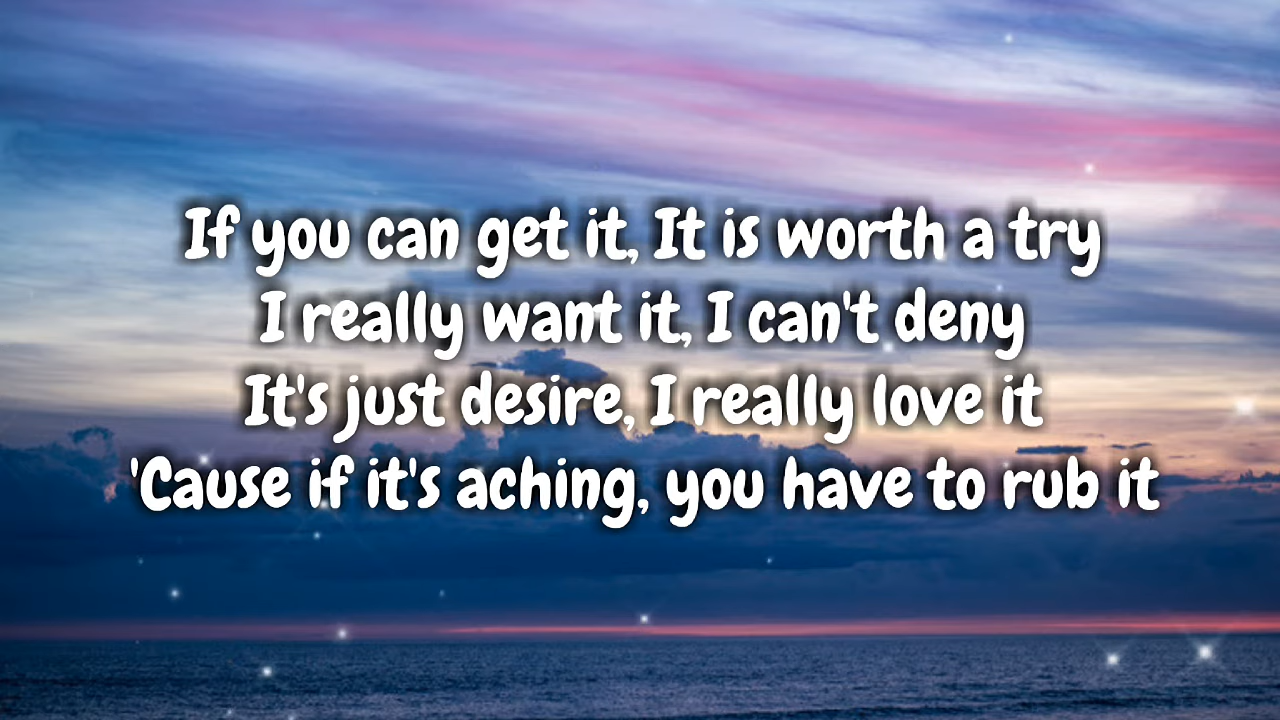 If you can get it, It is worth a try
I really want it, I can't deny
It's just desire, I really love it
'Cause if it's aching, you have to rub it